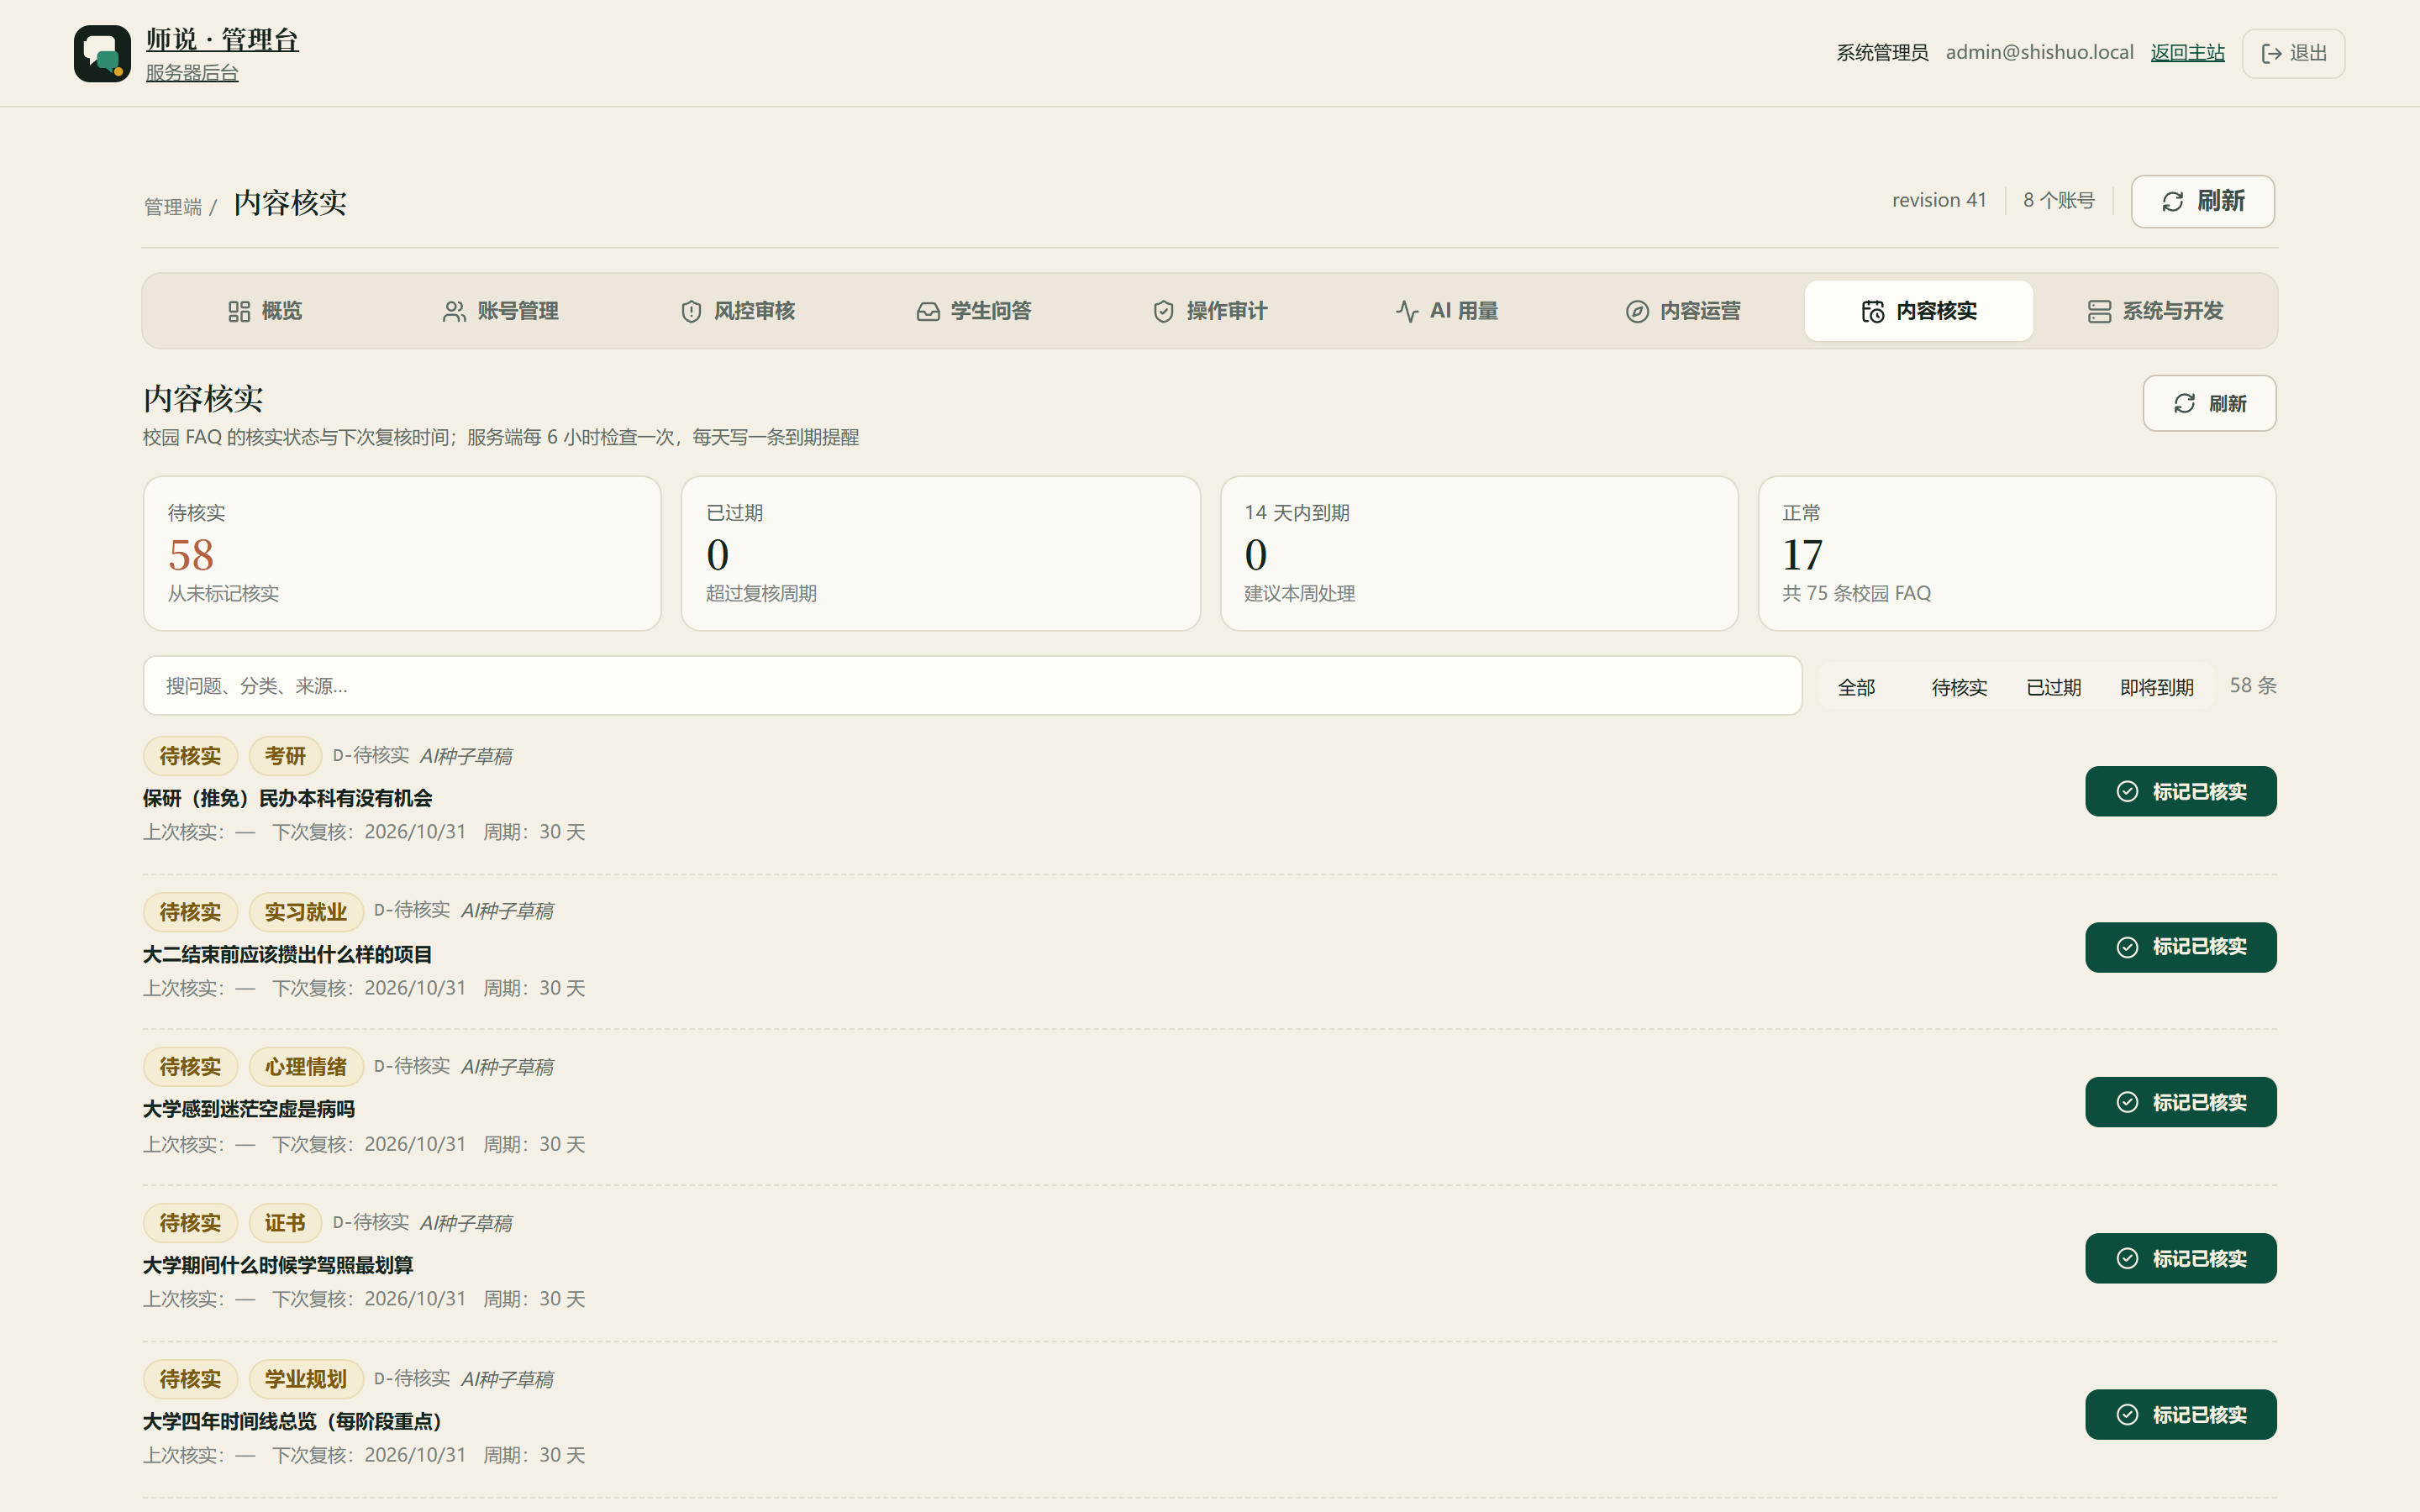 师说 · 管理台
服务器后台
系统管理员 admin@shishuo.local 返回主站 退出
管理端 / 内容核实
revision 41 8 个账号 刷新
概览 账号管理 风控审核 学生问答 操作审计 AI 用量 内容运营 内容核实 系统与开发
内容核实
刷新
校园 FAQ 的核实状态与下次复核时间；服务端每 6 小时检查一次，每天写一条到期提醒
待核实
58
从未标记核实
已过期
0
超过复核周期
14 天内到期
0
建议本周处理
正常
17
共 75 条校园 FAQ
搜问题、分类、来源...
全部 待核实 已过期 即将到期 58 条
待核实 考研 D-待核实 AI种子草稿
保研（推免）民办本科有没有机会
上次核实：— 下次复核：2026/10/31 周期：30 天
标记已核实
待核实 实习就业 D-待核实 AI种子草稿
大二结束前应该攒出什么样的项目
上次核实：— 下次复核：2026/10/31 周期：30 天
标记已核实
待核实 心理情绪 D-待核实 AI种子草稿
大学感到迷茫空虚是病吗
上次核实：— 下次复核：2026/10/31 周期：30 天
标记已核实
待核实 证书 D-待核实 AI种子草稿
大学期间什么时候学驾照最划算
上次核实：— 下次复核：2026/10/31 周期：30 天
标记已核实
待核实 学业规划 D-待核实 AI种子草稿
大学四年时间线总览（每阶段重点）
上次核实：— 下次复核：2026/10/31 周期：30 天
标记已核实